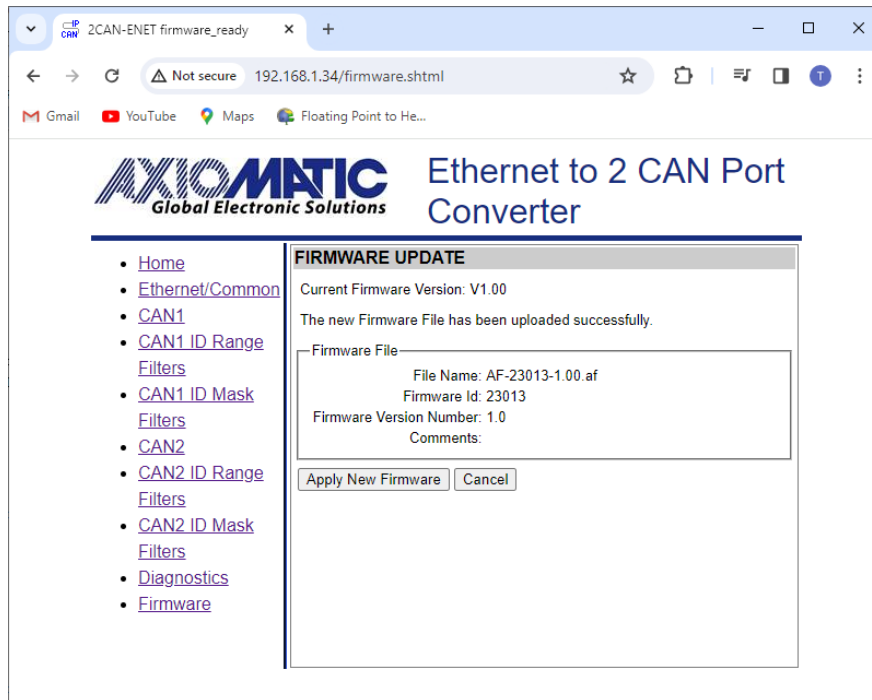 IP
CAN
2CAN-ENET firmware_ready
Not secure
192.168.1.34/firmware.shtml
T
Gmail
YouTube
Maps
Floating Point to He...
AXIOMATIC
Global Electronic Solutions
Ethernet to 2 CAN Port
Converter
Home
Ethernet/Common
CAN1
CAN1 ID Range
Filters
CAN1 ID Mask
Filters
CAN2
CAN2 ID Range
Filters
CAN2 ID Mask
Filters
Diagnostics
Firmware
FIRMWARE UPDATE
Current Firmware Version: V1.00
The new Firmware File has been uploaded successfully.
Firmware File
File Name: AF-23013-1.00.af
Firmware Id: 23013
Firmware Version Number: 1.0
Comments:
Apply New Firmware
Cancel